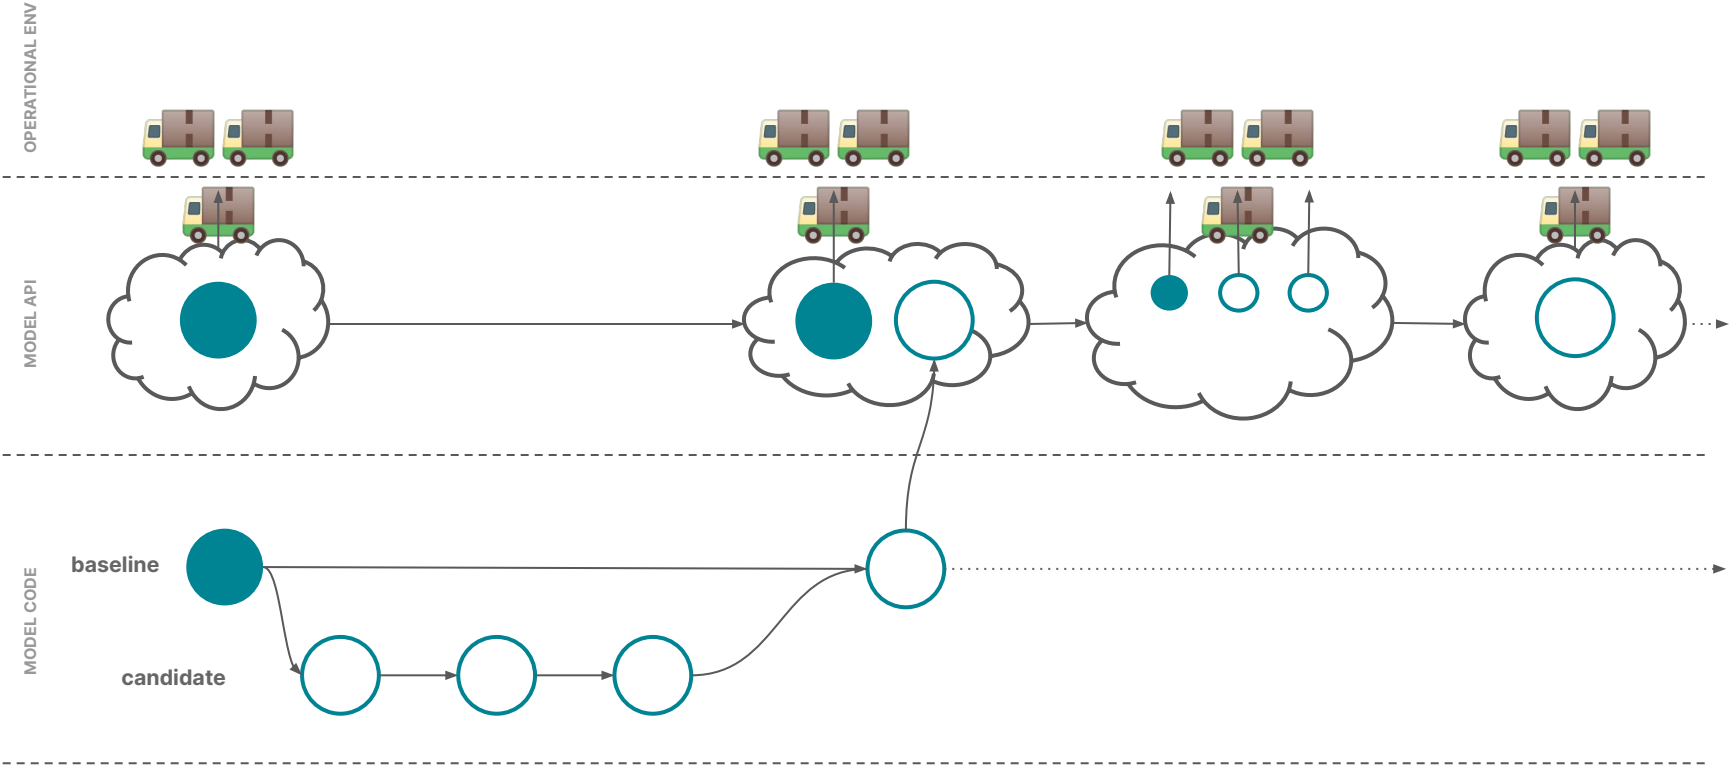 OPERATIONAL ENV
MODEL API
MODEL CODE
baseline
candidate